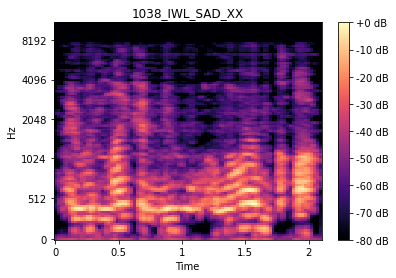 1038_IWL_SAD_XX
+0 dB
8192
-10 dB
4096
-20 dB
-30 dB
2048
Hz
-40 dB
1024
-50 dB
512
-60 dB
-70 dB
0
-80 dB
0
0.5
1
1.5
2
Time